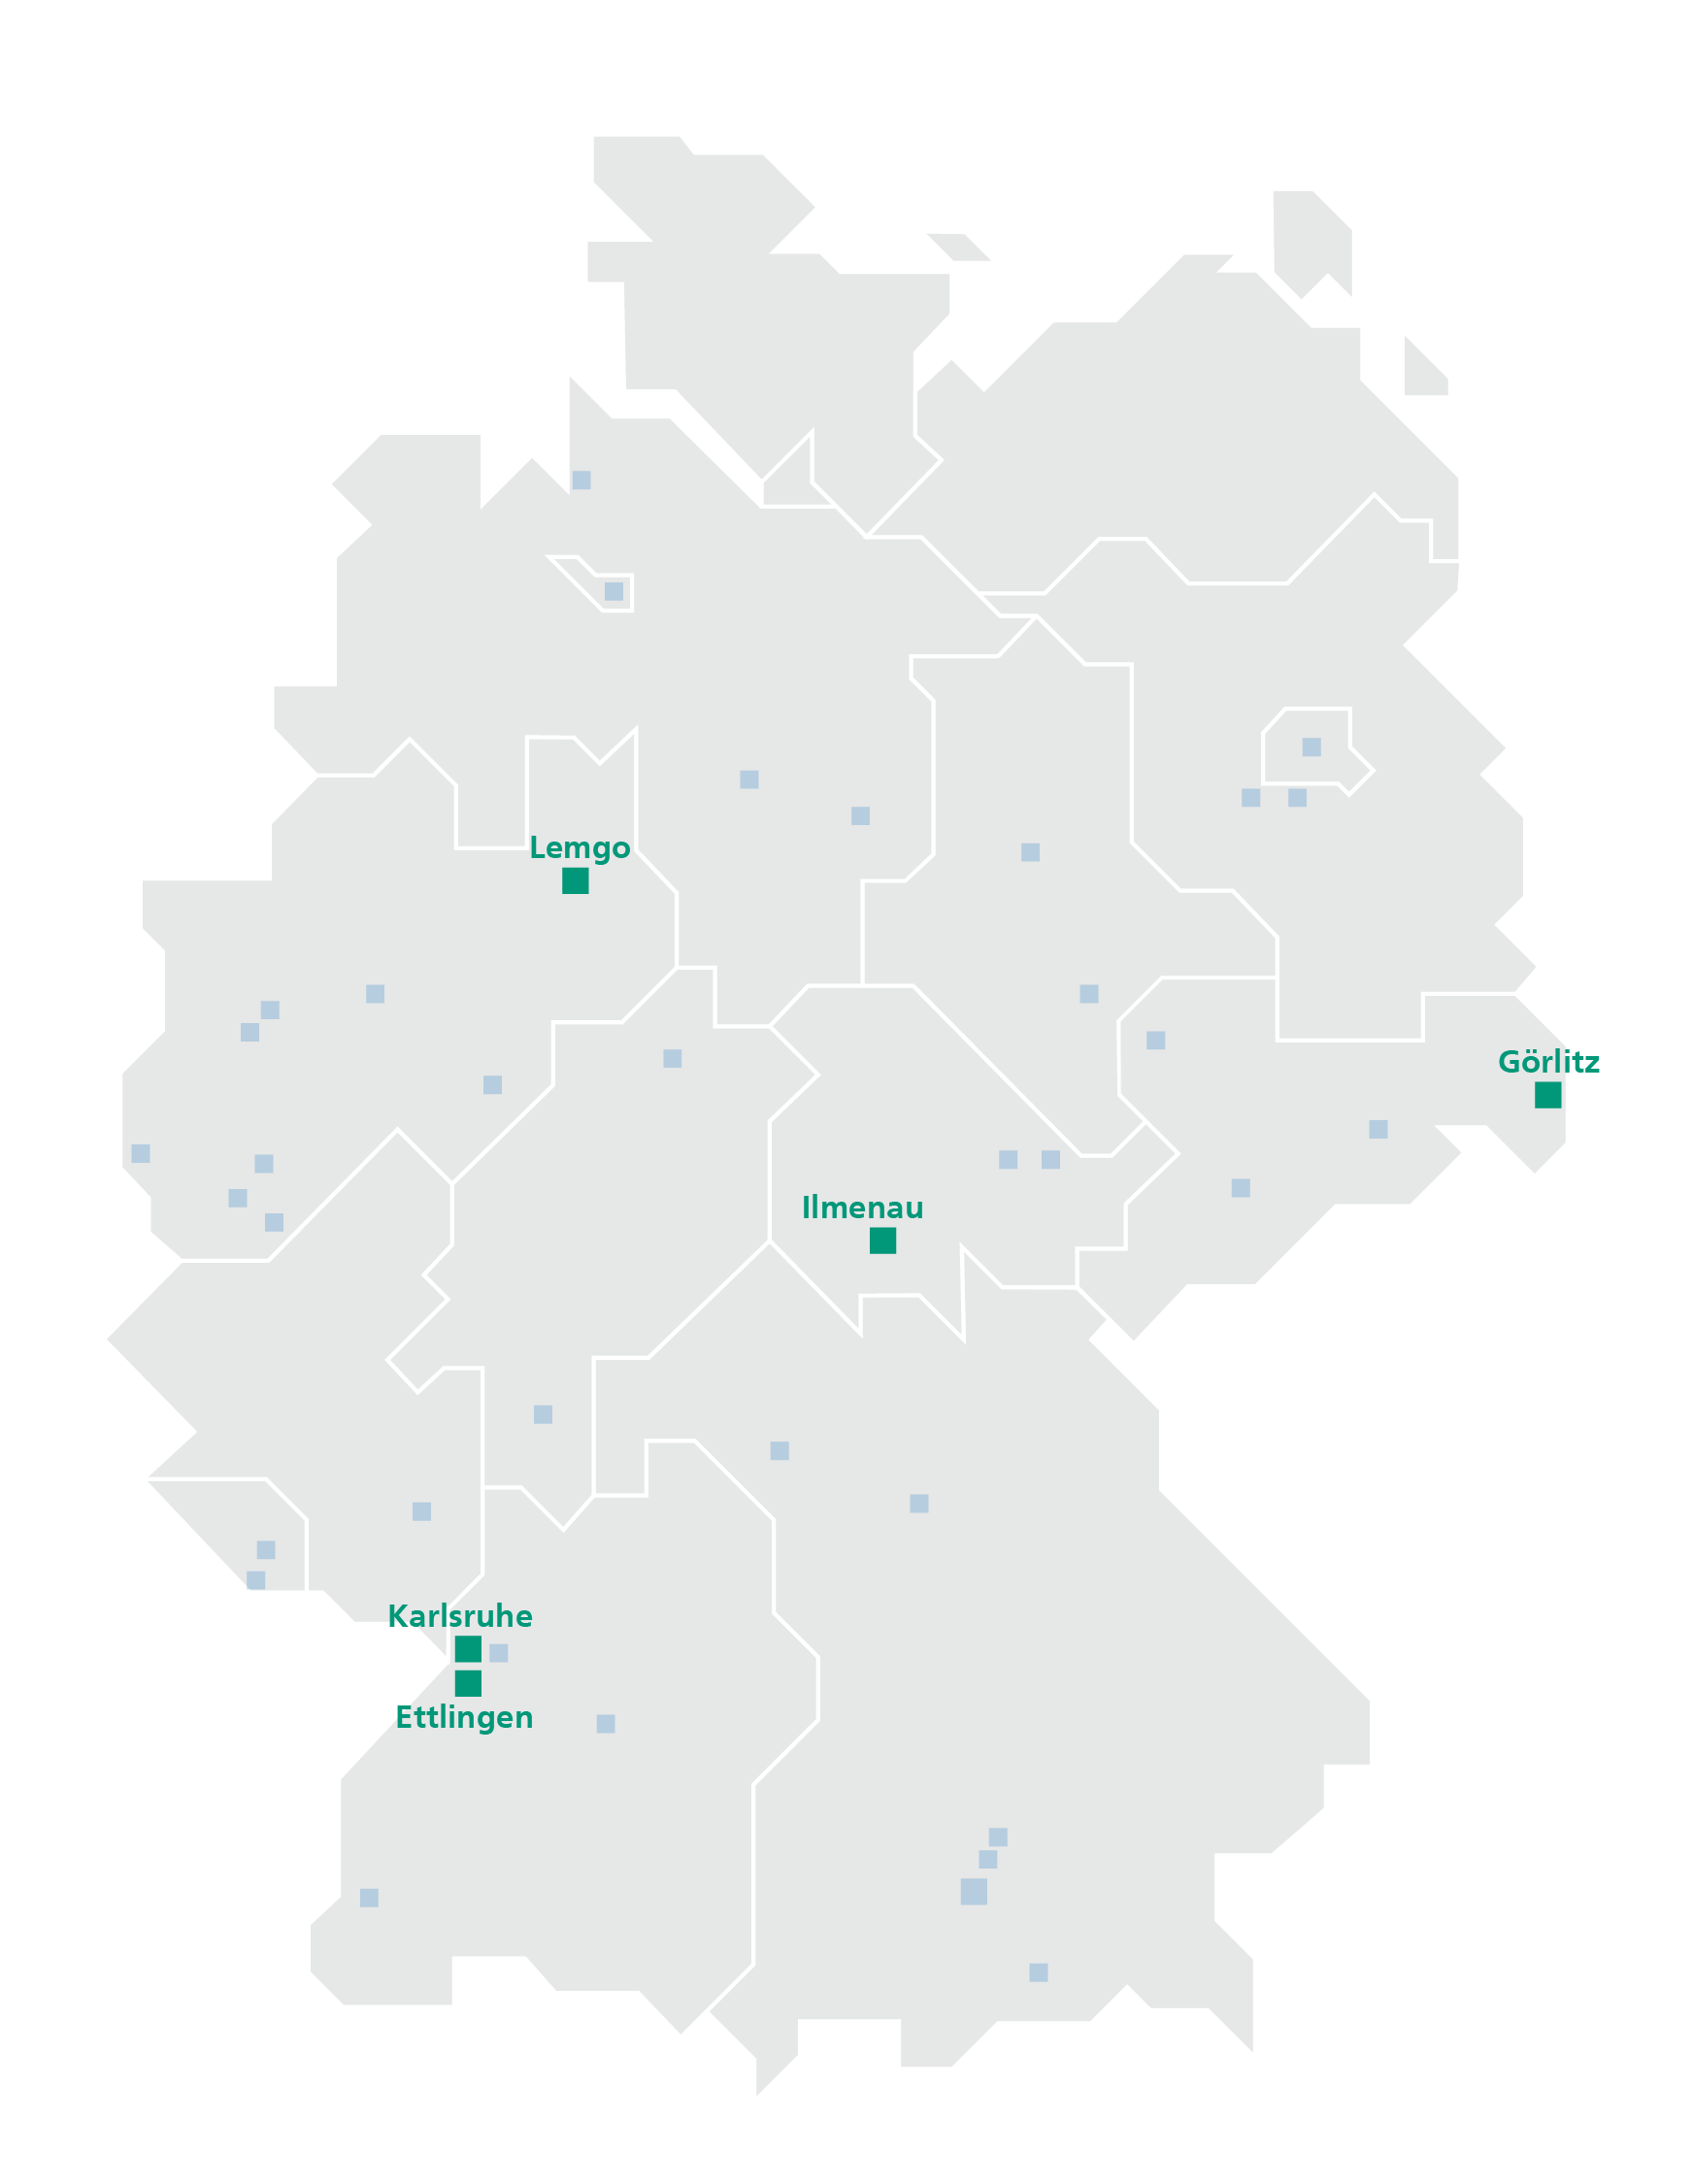 Lemgo
Görlitz
Ilmenau
Karlsruhe
Ettlingen